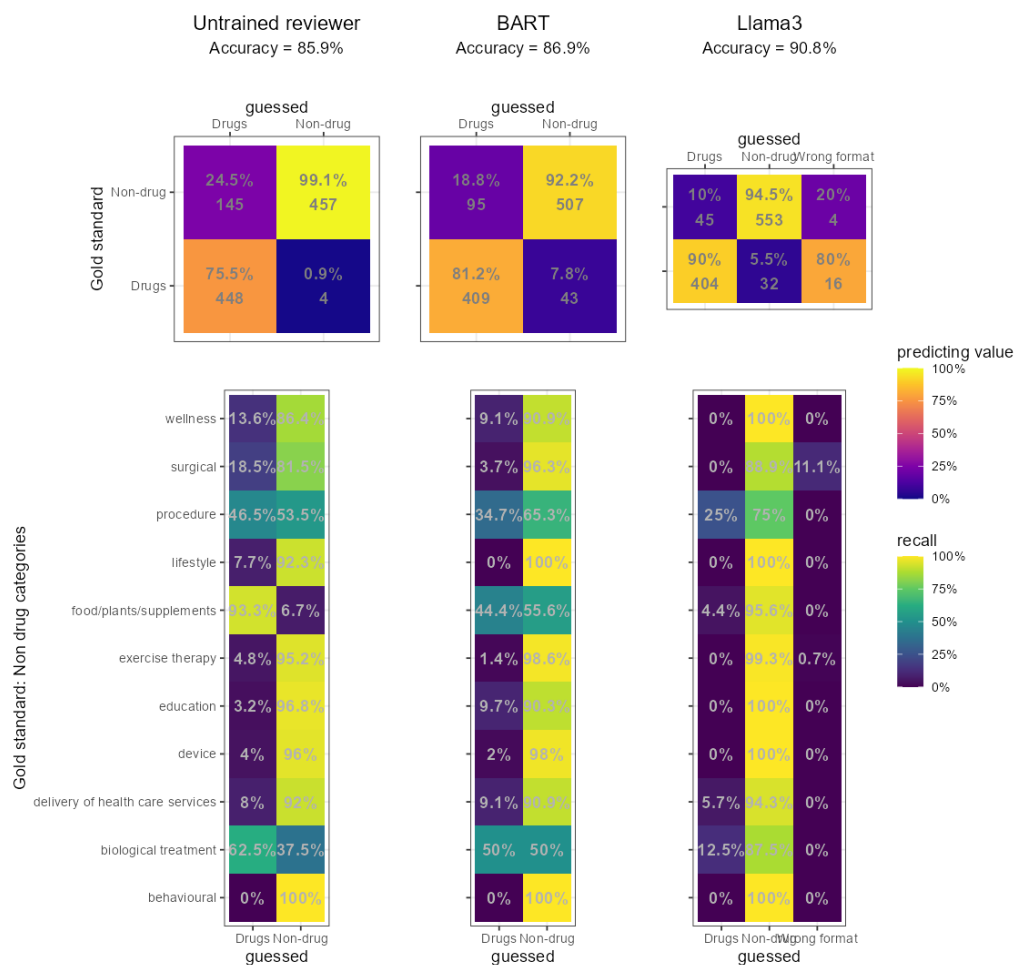 Untrained reviewer BART Llama3
Accuracy = 85.9% Accuracy = 86.9% Accuracy = 90.8%
guessed guessed guessed
Drugs Non-drug Drugs Non-drug Drugs Non-drug Wrong format
Gold standard
Non-drug 24.5% 99.1% 18.8% 92.2% 10% 94.5% 20%
145 457 95 507 45 553 4
Drugs 75.5% 0.9% 81.2% 7.8% 90% 5.5% 80%
448 4 409 43 404 32 16
predicting value
100%
75%
50%
25%
0%
recall
100%
75%
50%
25%
0%
Gold standard: Non drug categories
wellness 13.6% 86.4% 9.1% 90.9% 0% 100% 0%
surgical 18.5% 81.5% 3.7% 96.3% 0% 88.9% 11.1%
procedure 46.5% 53.5% 34.7% 65.3% 25% 75% 0%
lifestyle 7.7% 92.3% 0% 100% 0% 100% 0%
food/plants/supplements 93.3% 6.7% 44.4% 55.6% 4.4% 95.6% 0%
exercise therapy 4.8% 95.2% 1.4% 98.6% 0% 99.3% 0.7%
education 3.2% 96.8% 9.7% 90.3% 0% 100% 0%
device 4% 96% 2% 98% 0% 100% 0%
delivery of health care services 8% 92% 9.1% 90.9% 5.7% 94.3% 0%
biological treatment 62.5% 37.5% 50% 50% 12.5% 87.5% 0%
behavioural 0% 100% 0% 100% 0% 100% 0%
Drugs Non-drug Drugs Non-drug Drugs Non-drug Wrong format
guessed guessed guessed